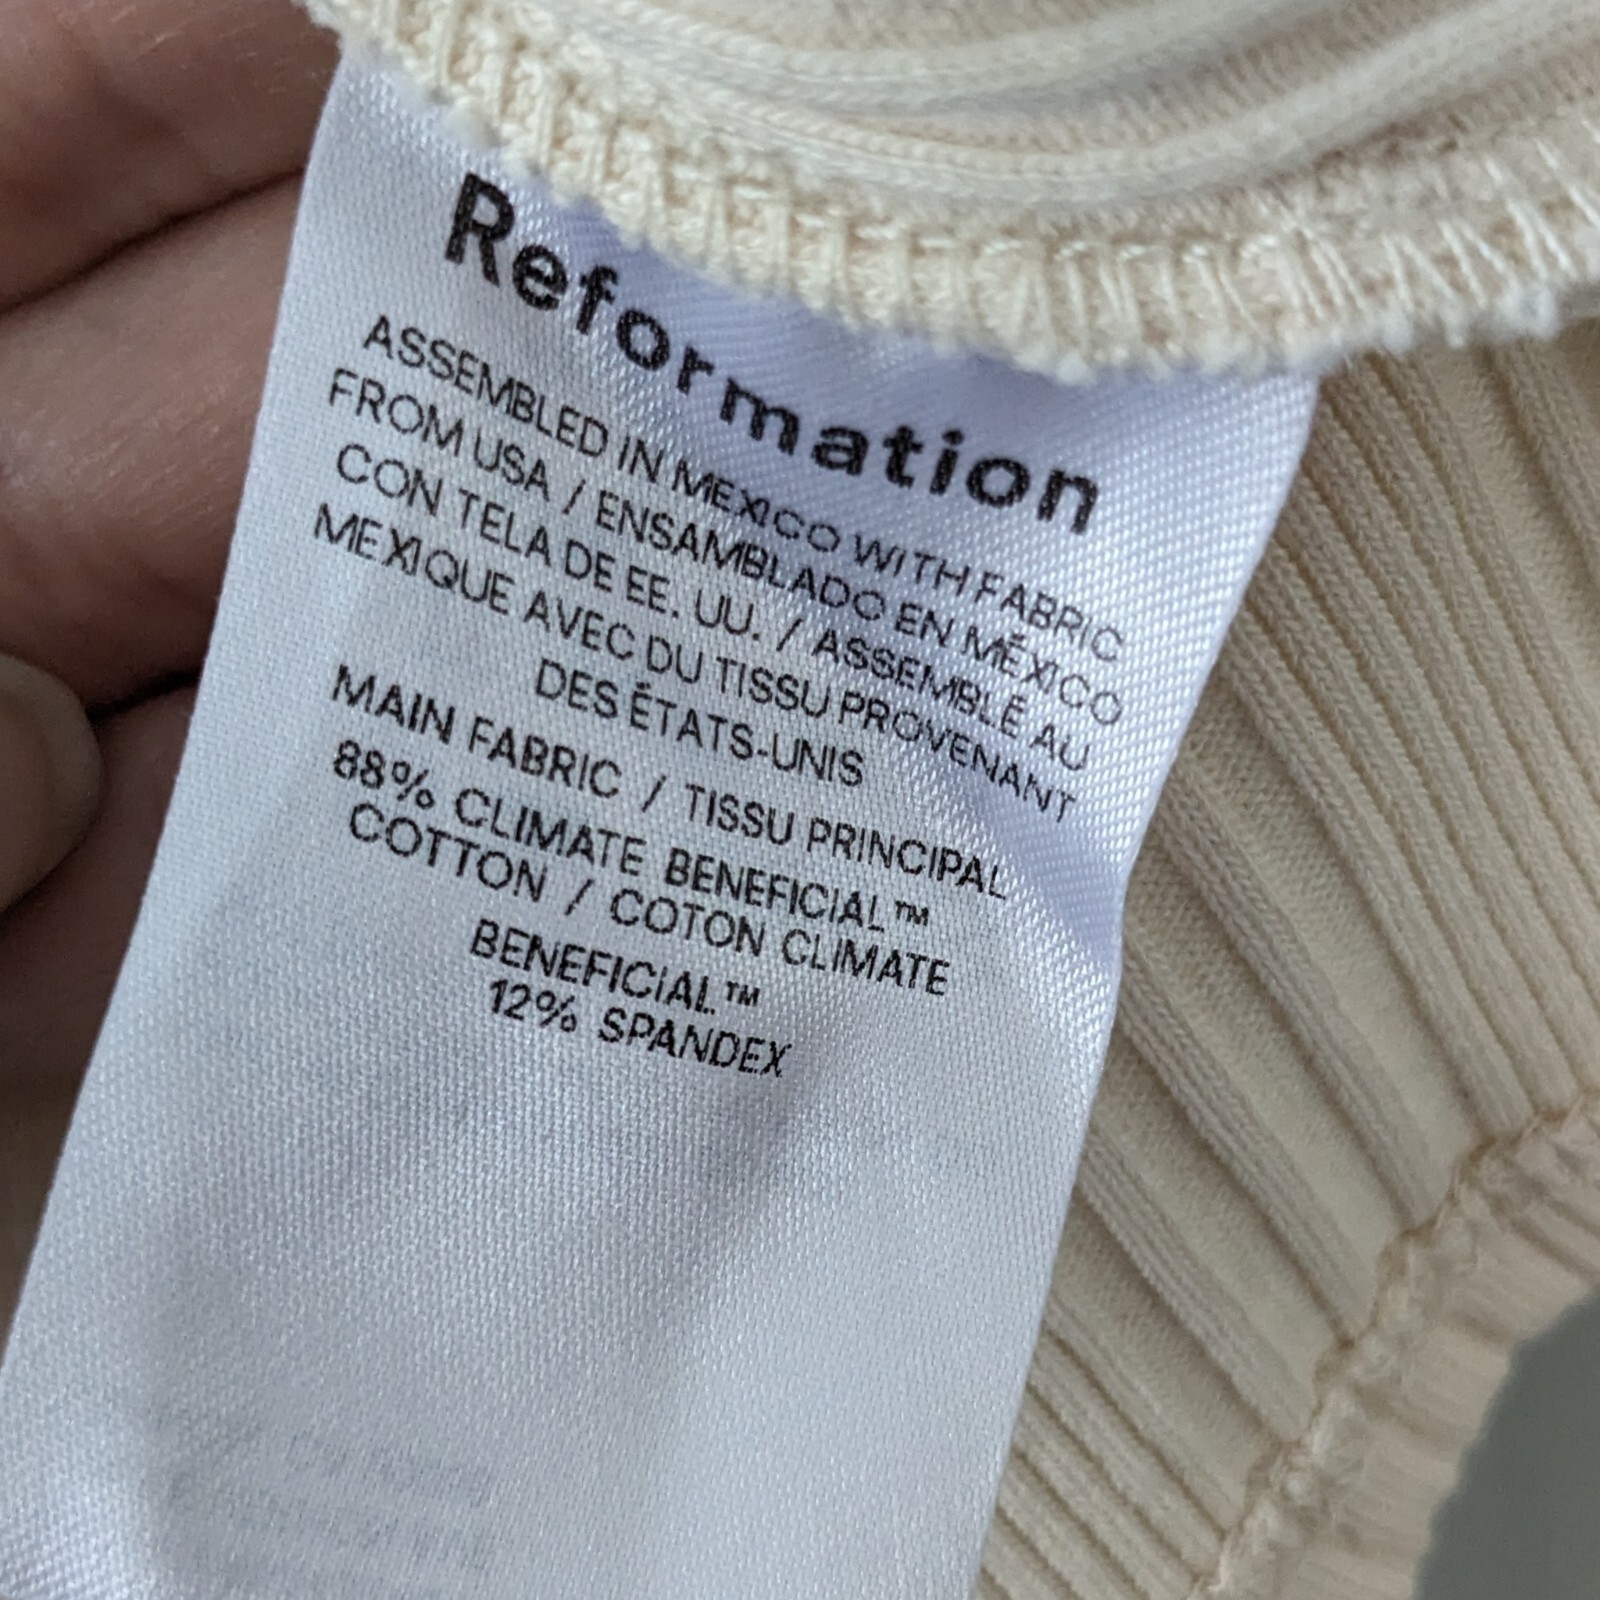 Reformation
ASSEMBLED IN MEXICO WITH FABRIC
FROM USA / ENSAMBLADO EN MÉXICO
CON TELA DE EE. UU. / ASSEMBLÉ AU
MEXIQUE AVEC DU TISSU PROVENANT
DES ÉTATS-UNIS
MAIN FABRIC / TISSU PRINCIPAL
88% CLIMATE BENEFICIAL™
COTTON / COTON CLIMATE
BENEFICIAL™
12% SPANDEX